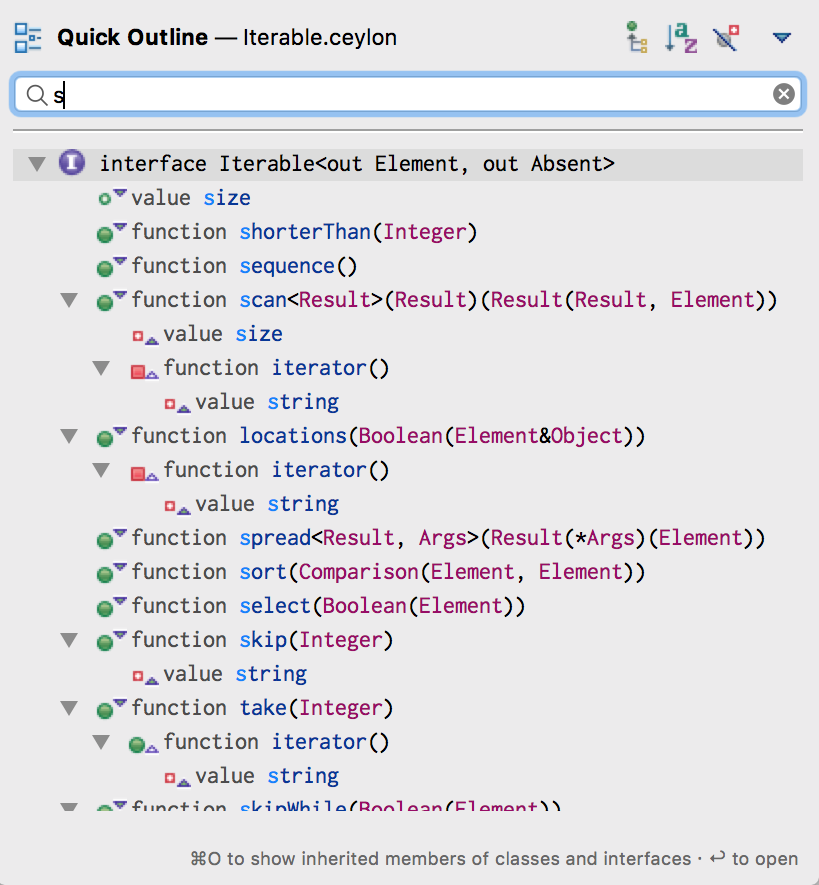 Quick Outline — Iterable.ceylon
s
interface Iterable<out Element, out Absent>
value size
function shorterThan(Integer)
function sequence()
function scan<Result>(Result)(Result(Result, Element))
value size
function iterator()
value string
function locations(Boolean(Element&Object))
function iterator()
value string
function spread<Result, Args>(Result(*Args)(Element))
function sort(Comparison(Element, Element))
function select(Boolean(Element))
function skip(Integer)
value string
function take(Integer)
function iterator()
value string
function skipWhile(Boolean(Element))
⌘O to show inherited members of classes and interfaces · ↩ to open